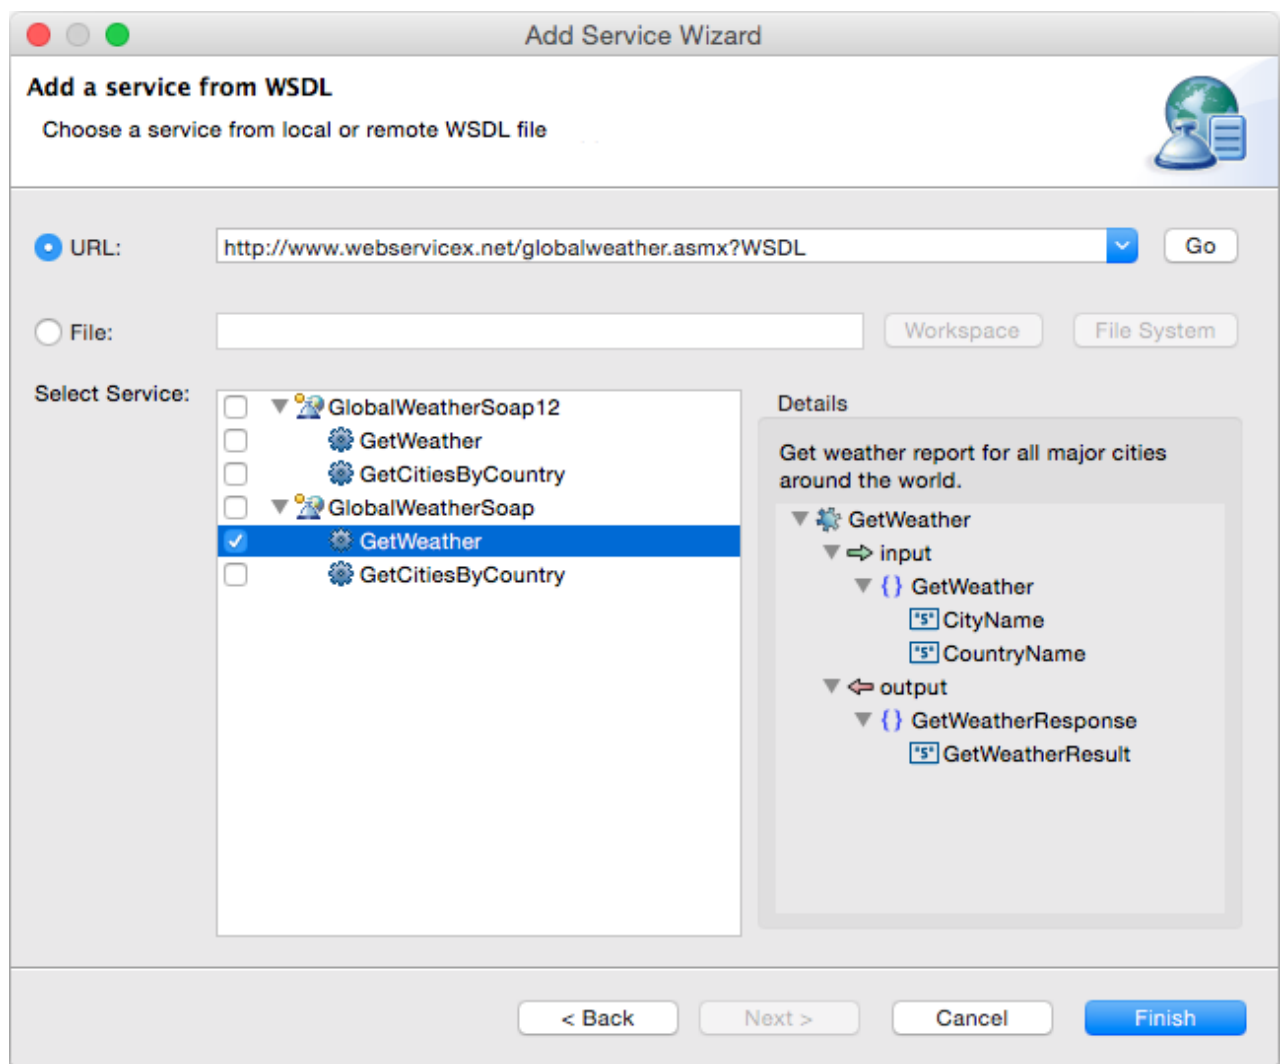 Add Service Wizard
Add a service from WSDL
Choose a service from local or remote WSDL file
URL: http://www.webservicex.net/globalweather.asmx?WSDL Go
File: Workspace File System
Select Service:
GlobalWeatherSoap12
GetWeather
GetCitiesByCountry
GlobalWeatherSoap
GetWeather
GetCitiesByCountry
Details
Get weather report for all major cities
around the world.
GetWeather
input
{} GetWeather
"S" CityName
"S" CountryName
output
{} GetWeatherResponse
"S" GetWeatherResult
< Back Next > Cancel Finish